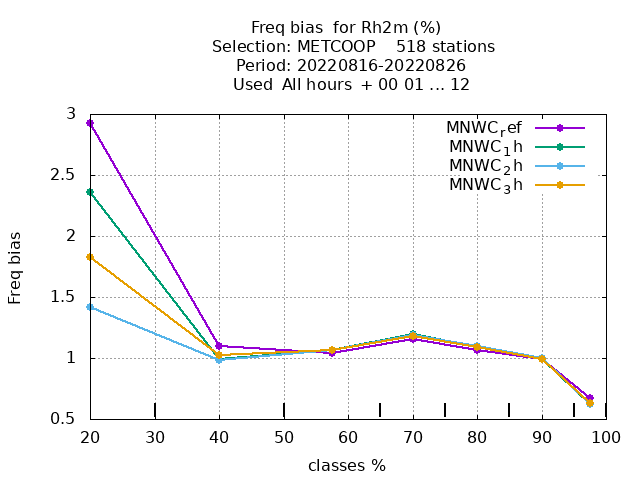 Freq bias  for Rh2m (%)
Selection: METCOOP    518 stations
Period: 20220816-20220826
Used  All hours  + 00 01 ... 12
MNWC_ref
MNWC_1h
MNWC_2h
MNWC_3h
3
2.5
2
1.5
1
0.5
Freq bias
20 30 40 50 60 70 80 90 100
classes %